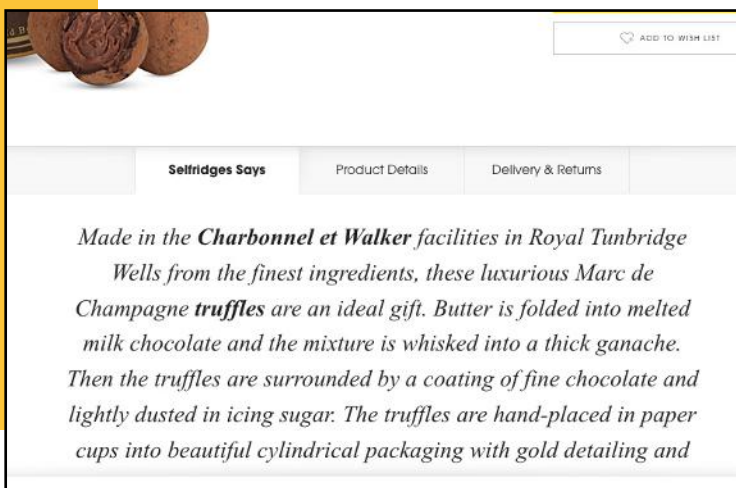 ADD TO WISH LIST
Selfridges Says
Product Details
Delivery & Returns
Made in the Charbonnel et Walker facilities in Royal Tunbridge
Wells from the finest ingredients, these luxurious Marc de
Champagne truffles are an ideal gift. Butter is folded into melted
milk chocolate and the mixture is whisked into a thick ganache.
Then the truffles are surrounded by a coating of fine chocolate and
lightly dusted in icing sugar. The truffles are hand-placed in paper
cups into beautiful cylindrical packaging with gold detailing and